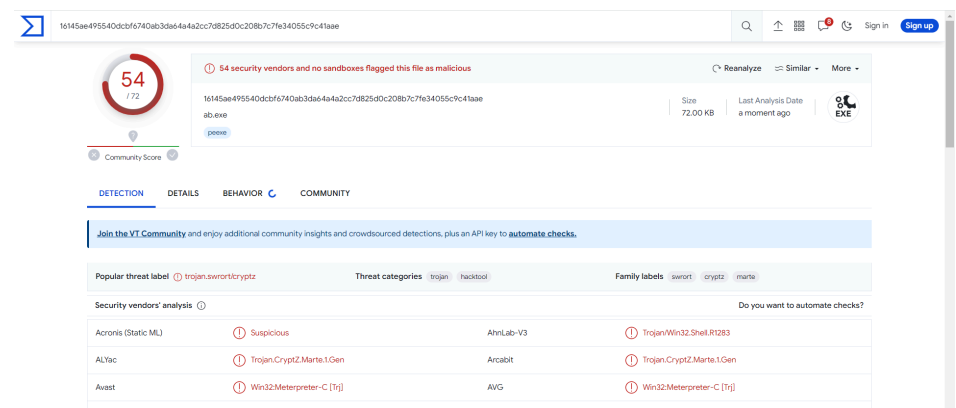 16145ae495540dcbf6740ab3da64a4a2cc7d825d0c208b7c7fe34055c9c41aae
8
Sign in
Sign up
54
/ 72
Community Score
54 security vendors and no sandboxes flagged this file as malicious
Reanalyze
Similar
More
16145ae495540dcbf6740ab3da64a4a2cc7d825d0c208b7c7fe34055c9c41aae
ab.exe
peexe
Size
72.00 KB
Last Analysis Date
a moment ago
EXE
DETECTION DETAILS BEHAVIOR COMMUNITY
Join the VT Community and enjoy additional community insights and crowdsourced detections, plus an API key to automate checks.
Popular threat label trojan.swrort/cryptz Threat categories trojan hacktool Family labels swrort cryptz marte
Security vendors' analysis Do you want to automate checks?
Acronis (Static ML) Suspicious AhnLab-V3 Trojan/Win32.Shell.R1283
ALYac Trojan.CryptZ.Marte.1.Gen Arcabit Trojan.CryptZ.Marte.1.Gen
Avast Win32:Meterpreter-C [Trj] AVG Win32:Meterpreter-C [Trj]